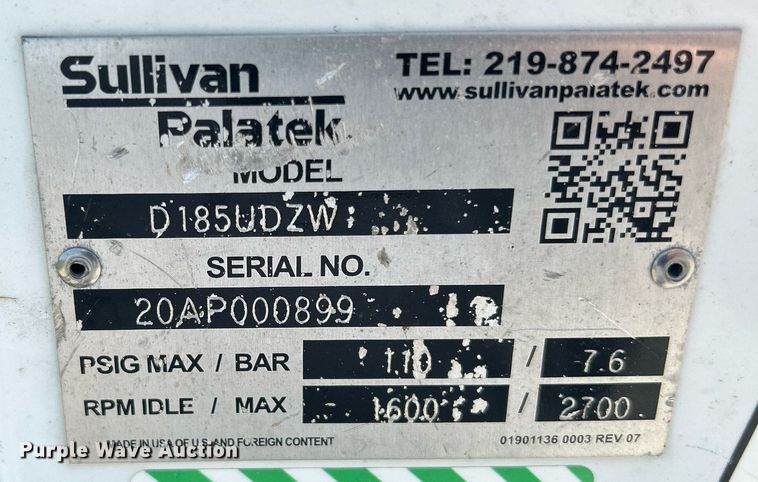 Sullivan
Palatek
TEL: 219-874-2497
www.sullivanpalatek.com
MODEL
D185UDZW
SERIAL NO.
20AP000899
PSIG MAX / BAR 110 / 7.6
RPM IDLE / MAX 1600 / 2700
MADE IN USA OF U.S. AND FOREIGN CONTENT
01901136 0003 REV 07
Purple Wave Auction